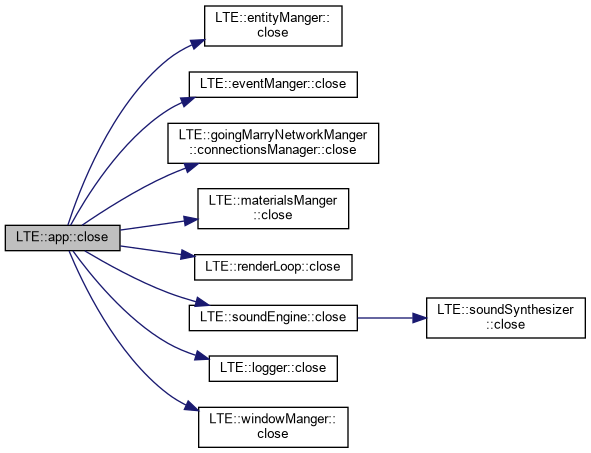 LTE::entityManger::
close
LTE::eventManger::close
LTE::goingMarryNetworkManger
::connectionsManager::close
LTE::materialsManger
::close
LTE::app::close
LTE::renderLoop::close
LTE::soundEngine::close
LTE::soundSynthesizer
::close
LTE::logger::close
LTE::windowManger::
close